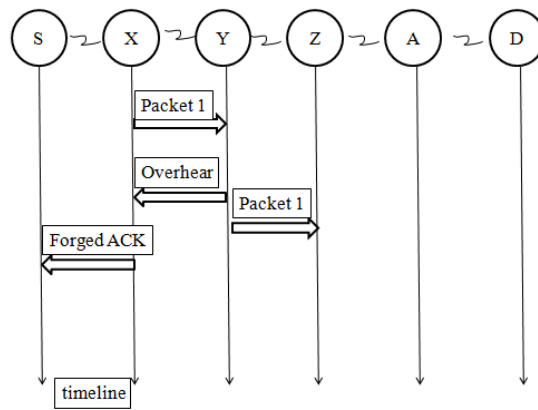 S X Y Z A D
Packet 1
Overhear
Packet 1
Forged ACK
timeline